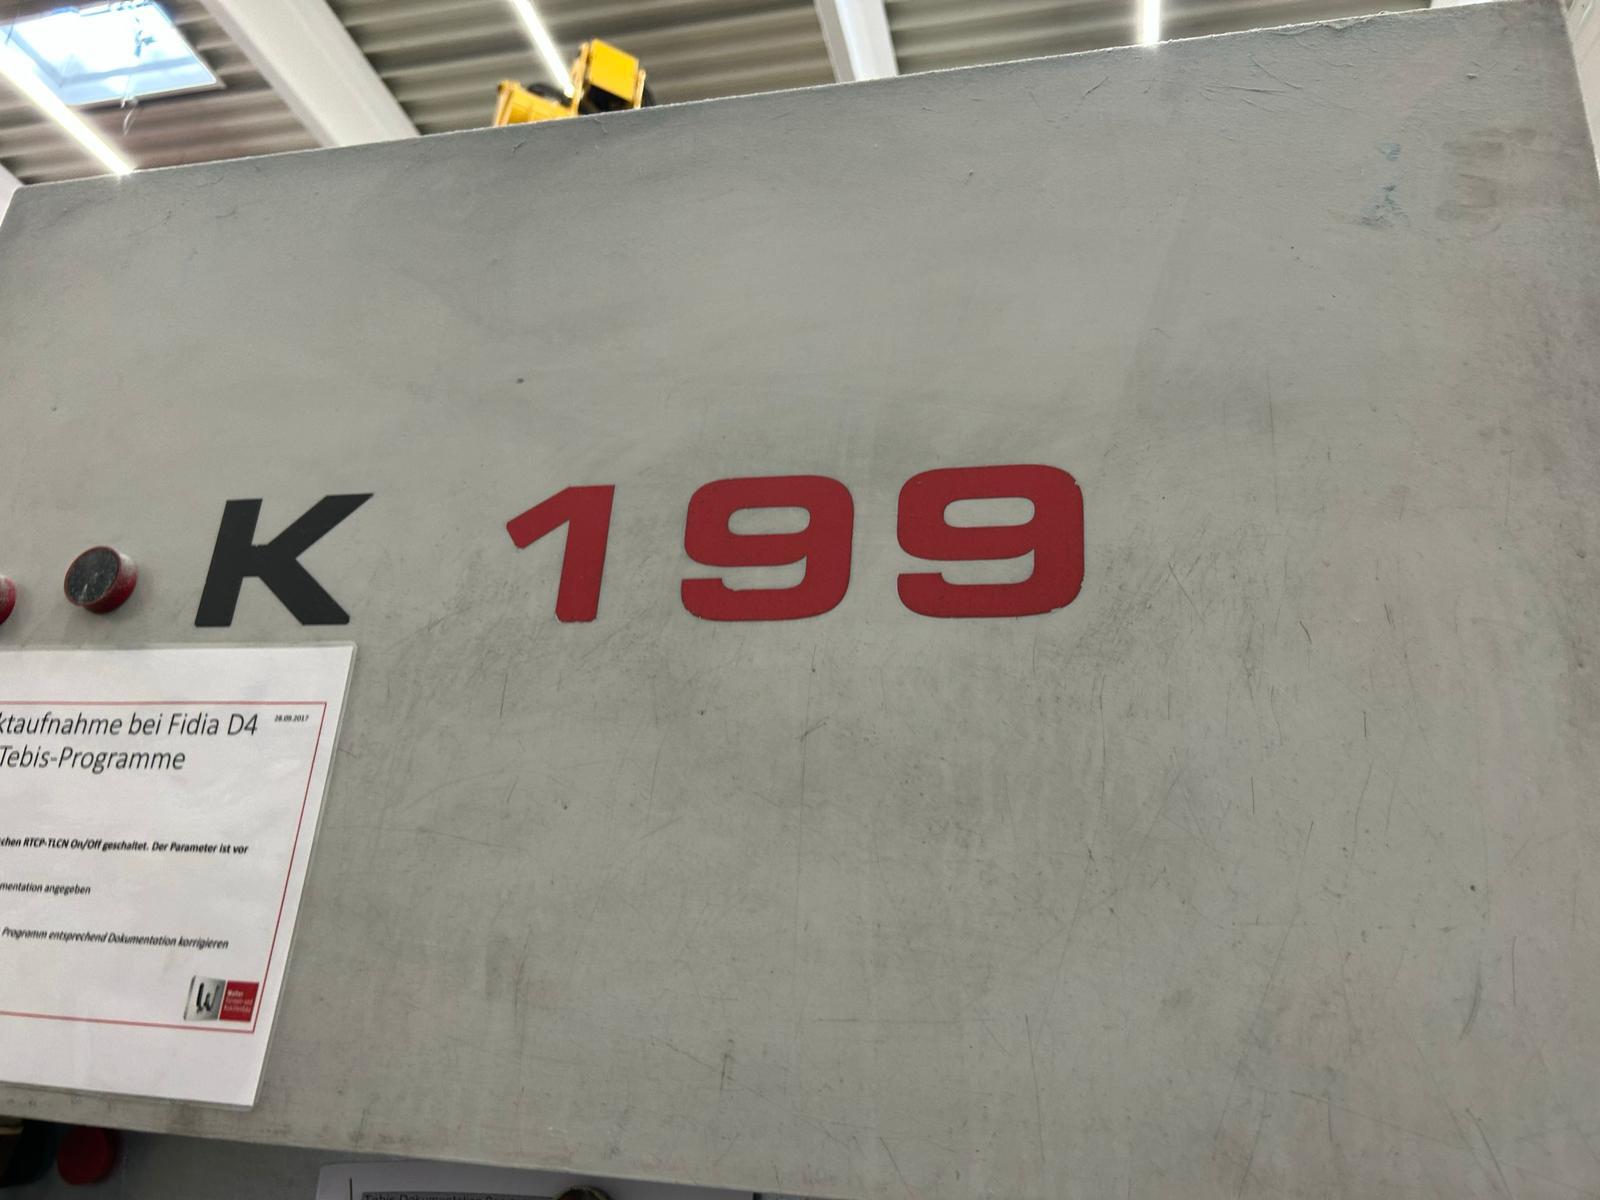 K 199
ktaufnahme bei Fidia D4
28.09.2017
Tebis-Programme
chen RTCP-TLCN On/Off geschaltet. Der Parameter ist vor
mentation angegeben
Programm entsprechend Dokumentation korrigieren
Walter